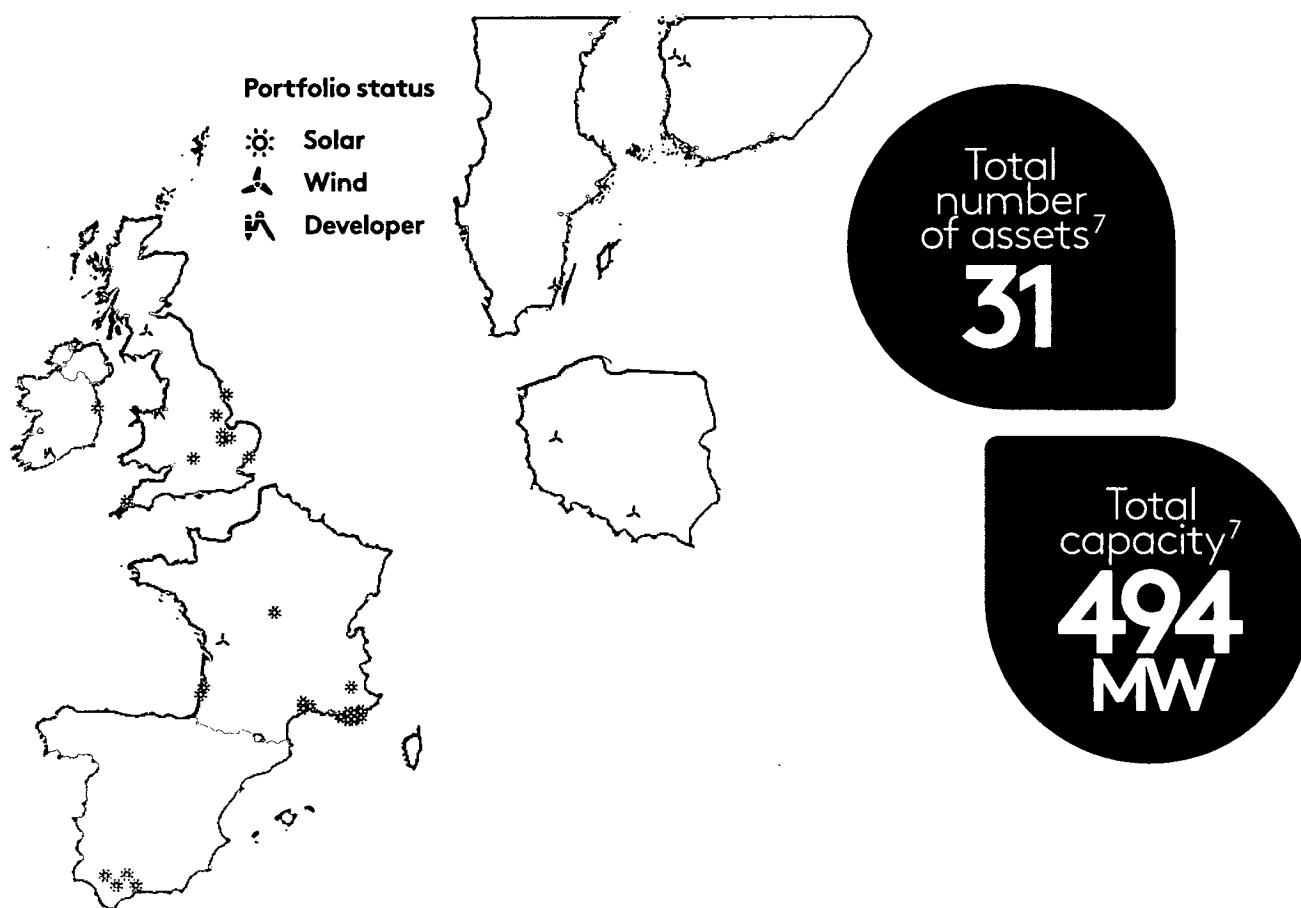 Portfolio status
Solar
Wind
Developer
Total
number
of assets7
31
Total
capacity7
494
MW